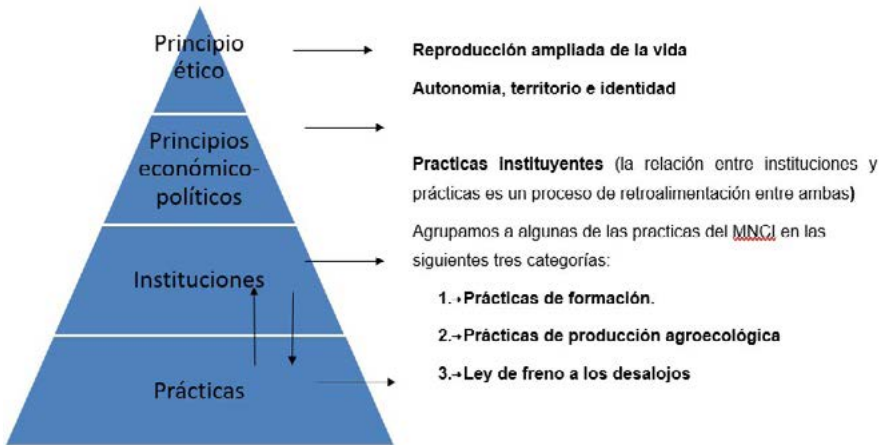 Principio
ético
Reproducción ampliada de la vida
Autonomia, territorio e identidad
Principios
económico-
políticos
Practicas Instituyentes (la relación entre instituciones y
prácticas es un proceso de retroalimentación entre ambas)
Agrupamos a algunas de las practicas del MNCI en las
siguientes tres categorías:
Instituciones
1.→Prácticas de formación.
2.→Prácticas de producción agroecológica
3.→Ley de freno a los desalojos
Prácticas